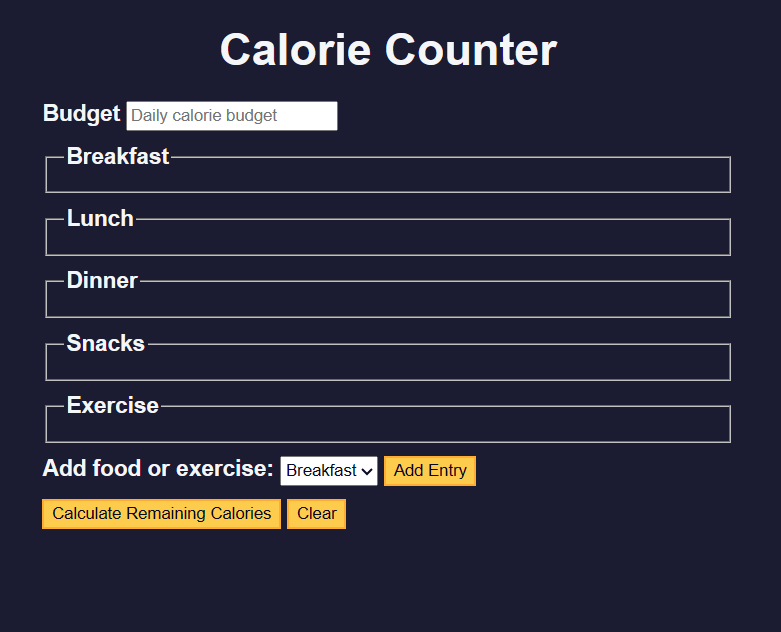 Calorie Counter
Budget Daily calorie budget
Breakfast
Lunch
Dinner
Snacks
Exercise
Add food or exercise: Breakfast Add Entry
Calculate Remaining Calories Clear